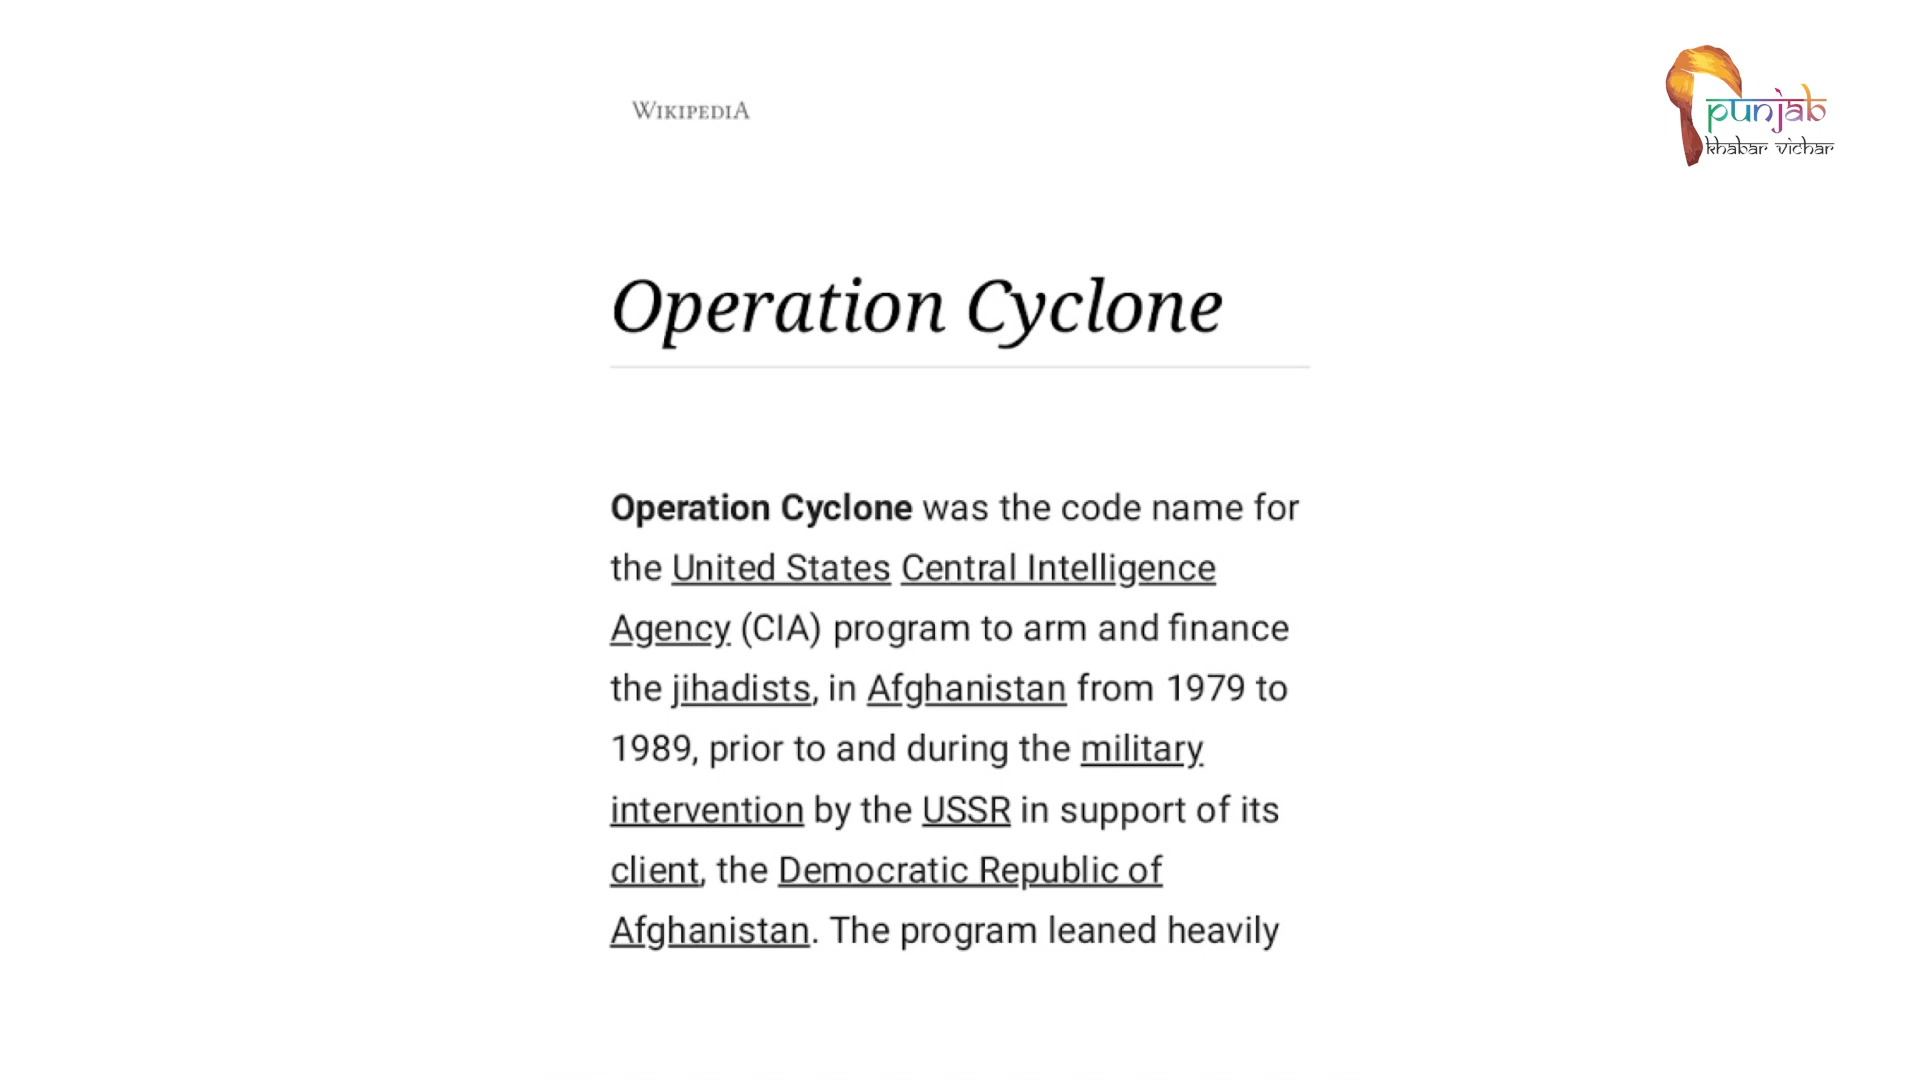 WIKIPEDIA
punjab
khabar vichar
Operation Cyclone
Operation Cyclone was the code name for
the United States Central Intelligence
Agency (CIA) program to arm and finance
the jihadists, in Afghanistan from 1979 to
1989, prior to and during the military
intervention by the USSR in support of its
client, the Democratic Republic of
Afghanistan. The program leaned heavily